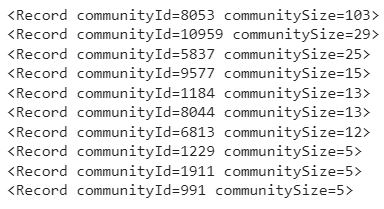 <Record communityId=8053 communitySize=103>
<Record communityId=10959 communitySize=29>
<Record communityId=5837 communitySize=25>
<Record communityId=9577 communitySize=15>
<Record communityId=1184 communitySize=13>
<Record communityId=8044 communitySize=13>
<Record communityId=6813 communitySize=12>
<Record communityId=1229 communitySize=5>
<Record communityId=1911 communitySize=5>
<Record communityId=991 communitySize=5>